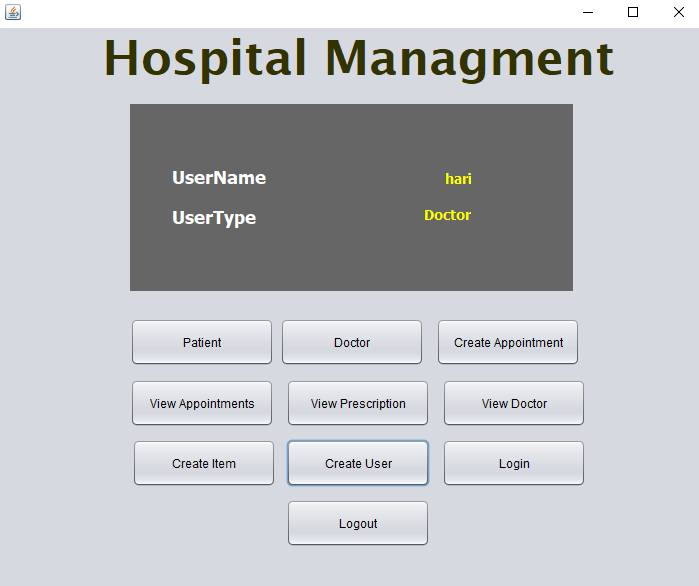 Hospital Managment
UserName hari
UserType Doctor
Patient Doctor Create Appointment
View Appointments View Prescription View Doctor
Create Item Create User Login
Logout